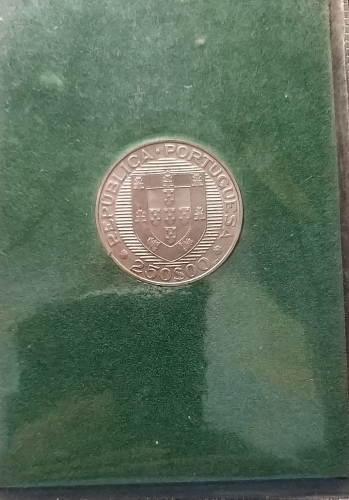 • REPUBLICA • PORTUGUESA •
250$00